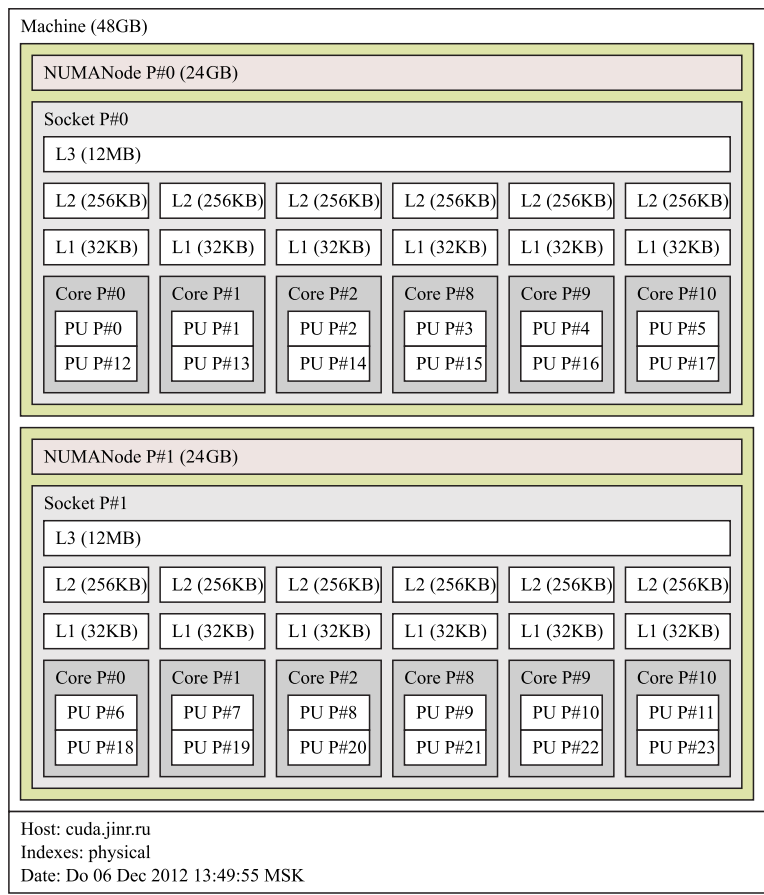 Machine (48GB)
NUMANode P#0 (24GB)
Socket P#0
L3 (12MB)
L2 (256KB) L2 (256KB) L2 (256KB) L2 (256KB) L2 (256KB) L2 (256KB)
L1 (32KB) L1 (32KB) L1 (32KB) L1 (32KB) L1 (32KB) L1 (32KB)
Core P#0 Core P#1 Core P#2 Core P#8 Core P#9 Core P#10
PU P#0 PU P#1 PU P#2 PU P#3 PU P#4 PU P#5
PU P#12 PU P#13 PU P#14 PU P#15 PU P#16 PU P#17
NUMANode P#1 (24GB)
Socket P#1
L3 (12MB)
L2 (256KB) L2 (256KB) L2 (256KB) L2 (256KB) L2 (256KB) L2 (256KB)
L1 (32KB) L1 (32KB) L1 (32KB) L1 (32KB) L1 (32KB) L1 (32KB)
Core P#0 Core P#1 Core P#2 Core P#8 Core P#9 Core P#10
PU P#6 PU P#7 PU P#8 PU P#9 PU P#10 PU P#11
PU P#18 PU P#19 PU P#20 PU P#21 PU P#22 PU P#23
Host: cuda.jinr.ru
Indexes: physical
Date: Do 06 Dec 2012 13:49:55 MSK